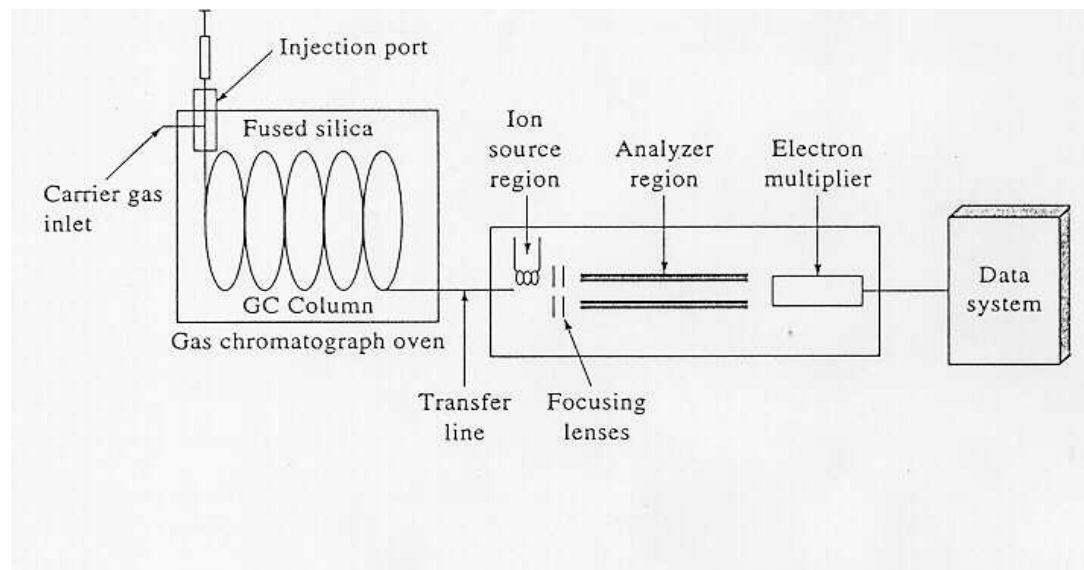 Injection port
Fused silica
Carrier gas
inlet
GC Column
Gas chromatograph oven
Transfer
line
Ion
source
region
Focusing
lenses
Analyzer
region
Electron
multiplier
Data
system